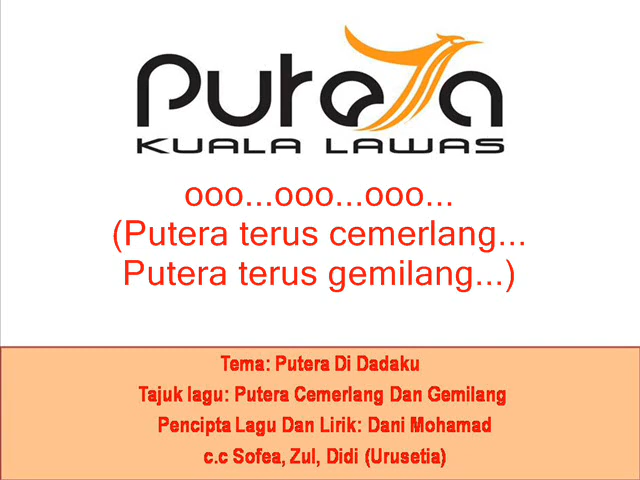 Putera
KUALA LAWAS
ooo...ooo...ooo...
(Putera terus cemerlang...
Putera terus gemilang...)
Tema: Putera Di Dadaku
Tajuk lagu: Putera Cemerlang Dan Gemilang
Pencipta Lagu Dan Lirik: Dani Mohamad
c.c Sofea, Zul, Didi (Urusetia)